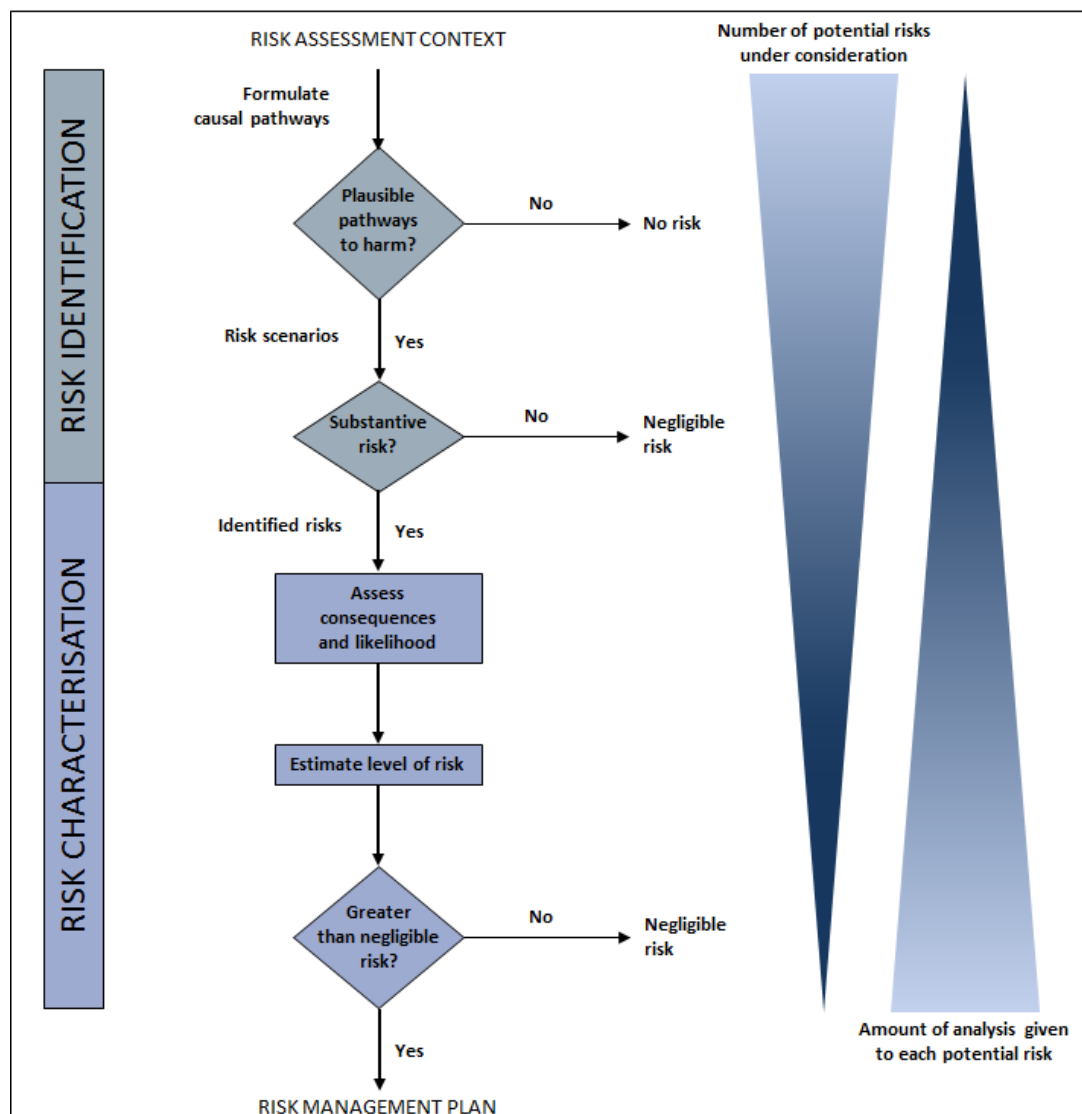 RISK ASSESSMENT CONTEXT
Number of potential risks
under consideration
RISK IDENTIFICATION
Formulate
causal pathways
Plausible
pathways
to harm?
No
No risk
Risk scenarios
Yes
Substantive
risk?
No
Negligible
risk
RISK CHARACTERISATION
Identified risks
Yes
Assess
consequences
and likelihood
Estimate level of risk
Greater
than negligible
risk?
No
Negligible
risk
Yes
RISK MANAGEMENT PLAN
Amount of analysis given
to each potential risk